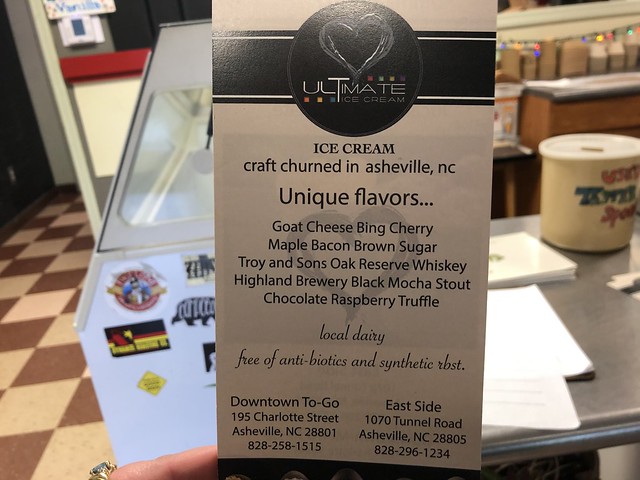 Vanilla
ULTIMATE
ICE CREAM
ICE CREAM
craft churned in asheville, nc
Unique flavors...
Goat Cheese Bing Cherry
Maple Bacon Brown Sugar
Troy and Sons Oak Reserve Whiskey
Highland Brewery Black Mocha Stout
Chocolate Raspberry Truffle
local dairy
free of anti-biotics and synthetic rbst.
Downtown To-Go
195 Charlotte Street
Asheville, NC 28801
828-258-1515
East Side
1070 Tunnel Road
Asheville, NC 28805
828-296-1234